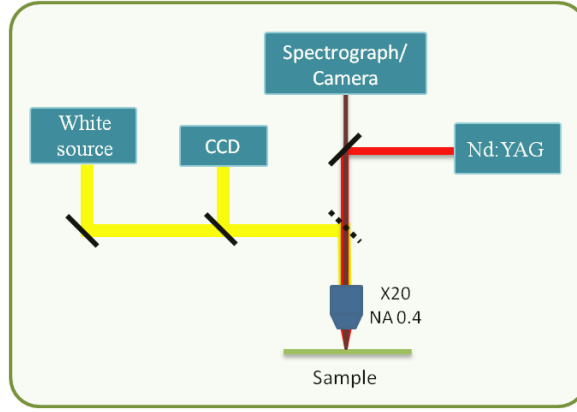 Spectrograph/
Camera
White
source
CCD
Nd:YAG
X20
NA 0.4
Sample